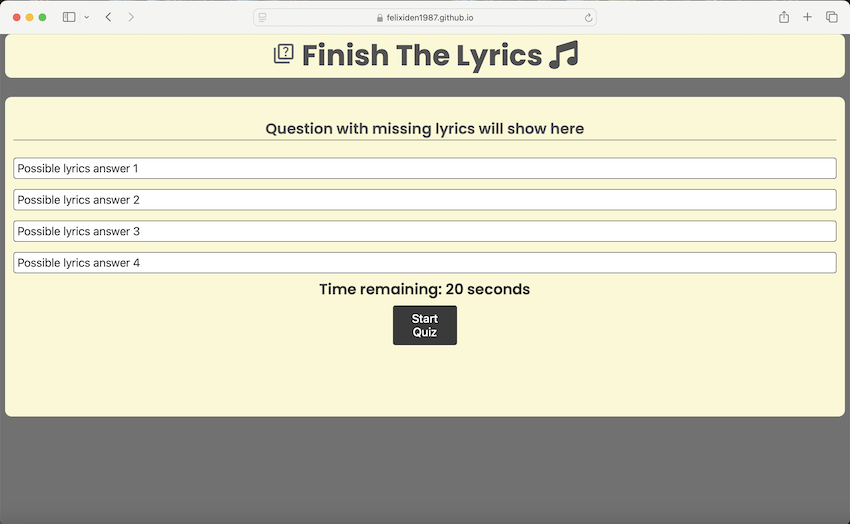 felixiden1987.github.io
Finish The Lyrics
Question with missing lyrics will show here
Possible lyrics answer 1
Possible lyrics answer 2
Possible lyrics answer 3
Possible lyrics answer 4
Time remaining: 20 seconds
Start
Quiz